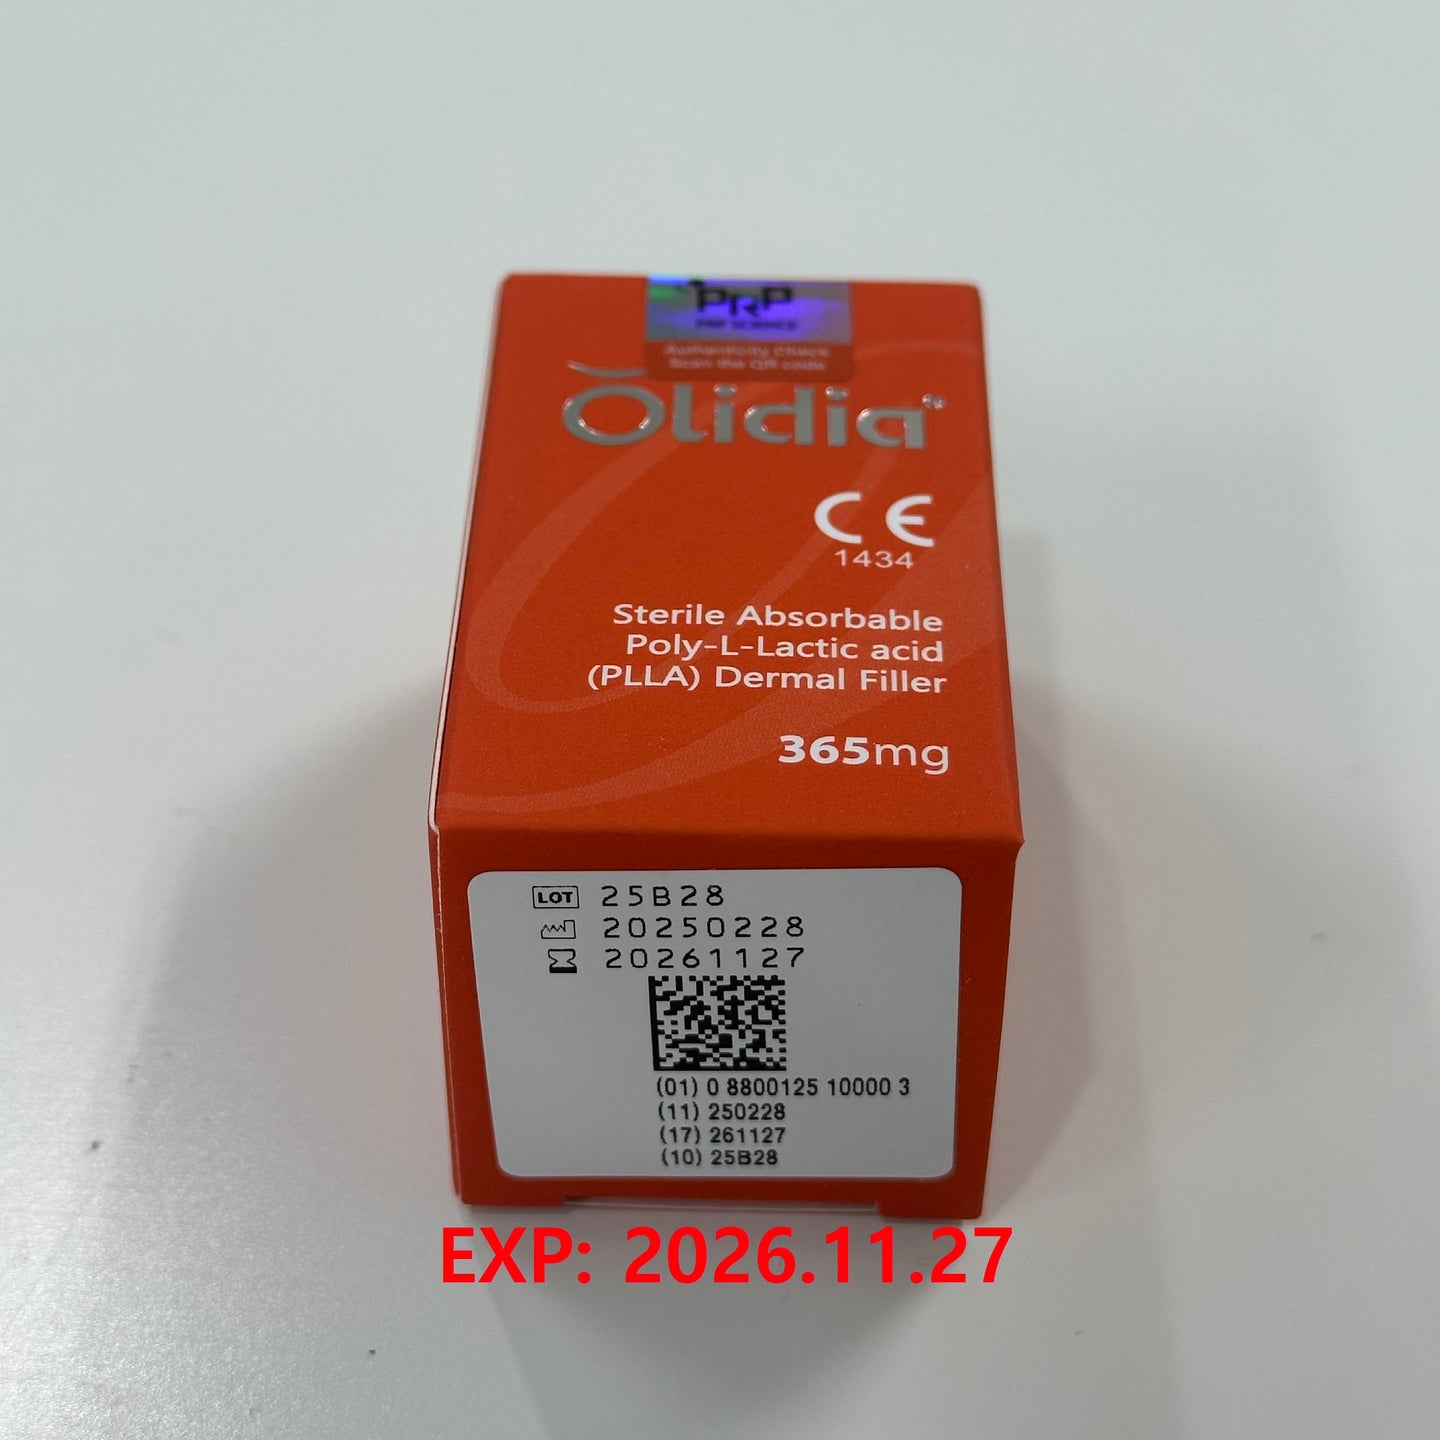 PRP
PRP SCIENCE
Authenticity Check
Scan the QR code
Olidia
CE
1434
Sterile Absorbable
Poly-L-Lactic acid
(PLLA) Dermal Filler
365mg
LOT 25B28
20250228
20261127
(01) 0 8800125 10000 3
(11) 250228
(17) 261127
(10) 25B28
EXP: 2026.11.27